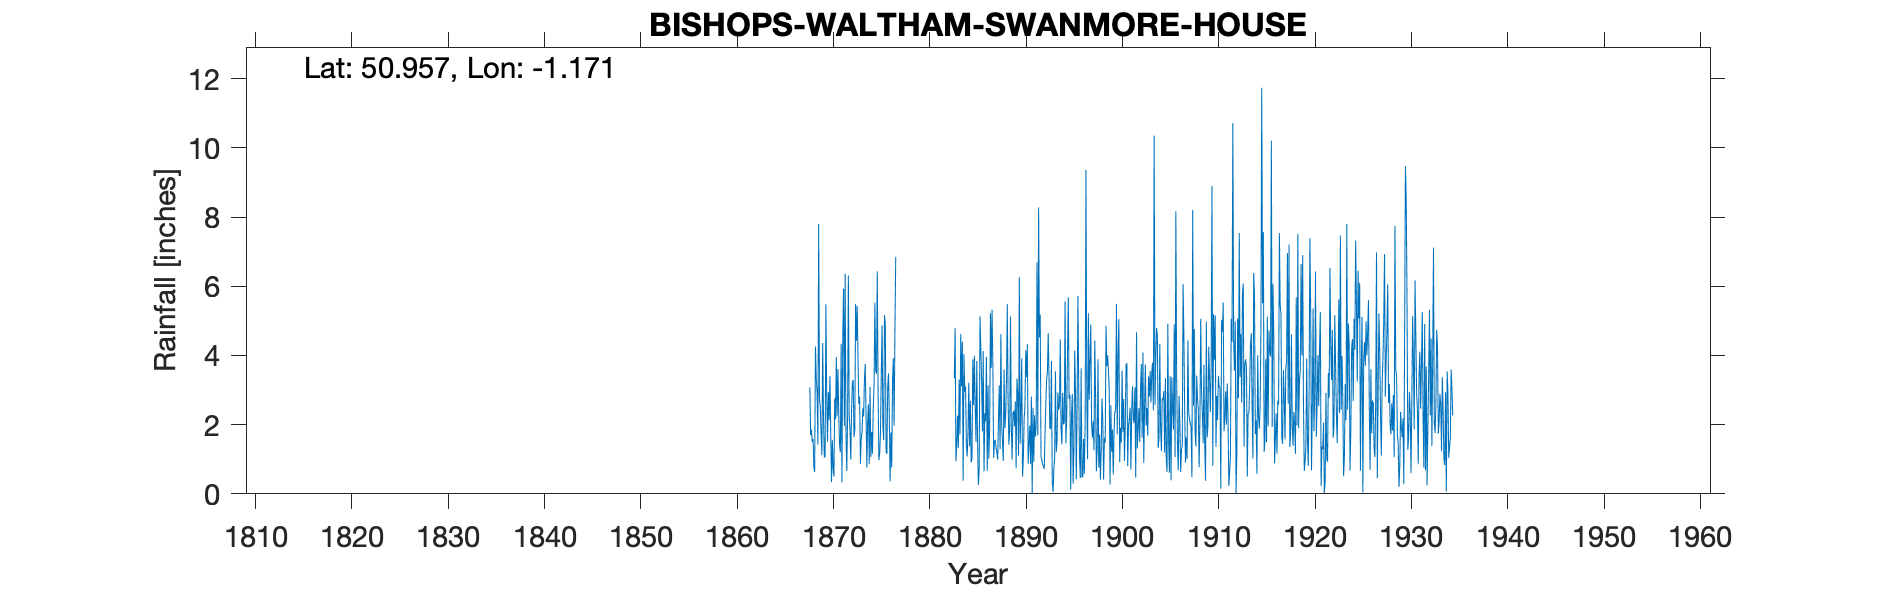 BISHOPS-WALTHAM-SWANMORE-HOUSE
Lat: 50.957, Lon: -1.171
12
10
8
6
4
2
0
Rainfall [inches]
1810 1820 1830 1840 1850 1860 1870 1880 1890 1900 1910 1920 1930 1940 1950 1960
Year